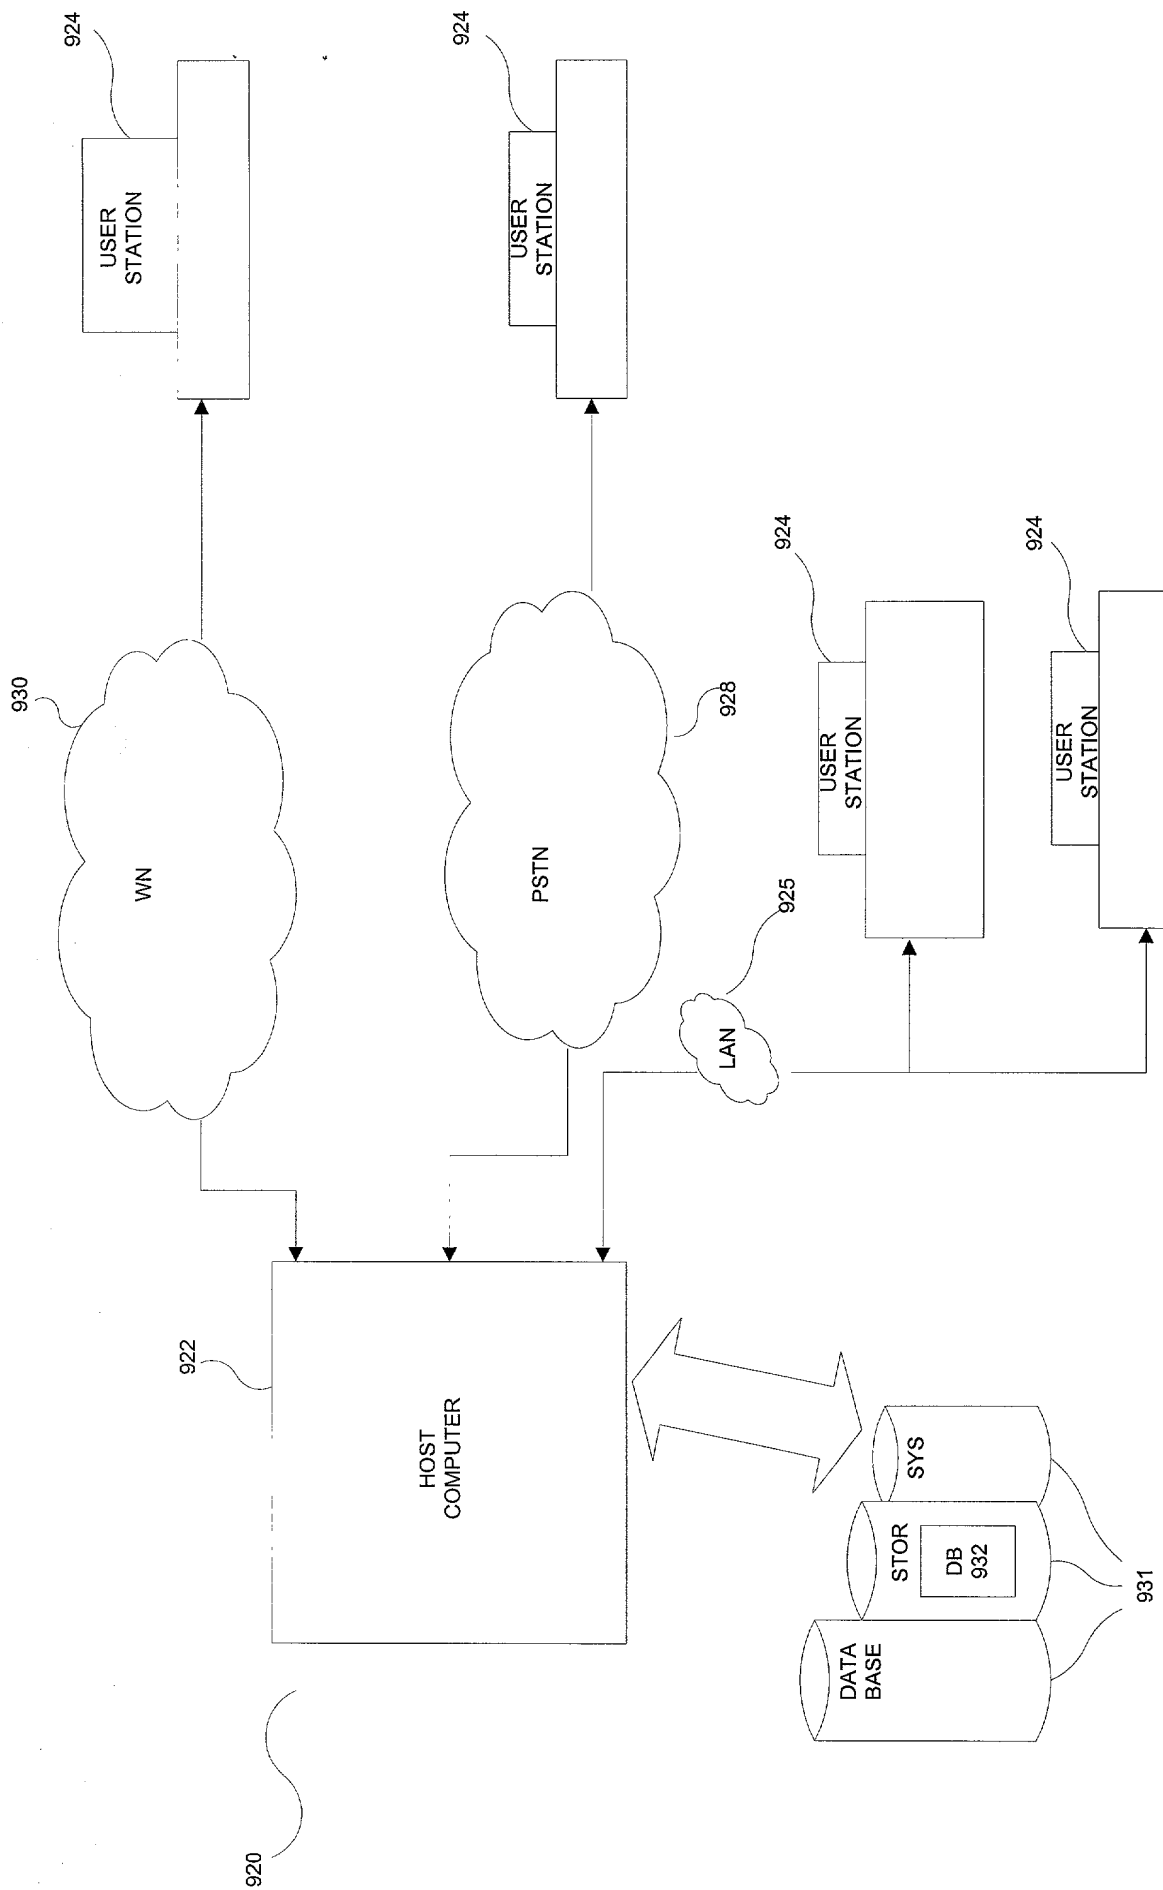 920
922
HOST
COMPUTER
DATA
BASE
STOR
DB
932
SYS
931
930
WN
PSTN
928
LAN
925
924
USER
STATION
924
USER
STATION
924
USER
STATION
924
USER
STATION